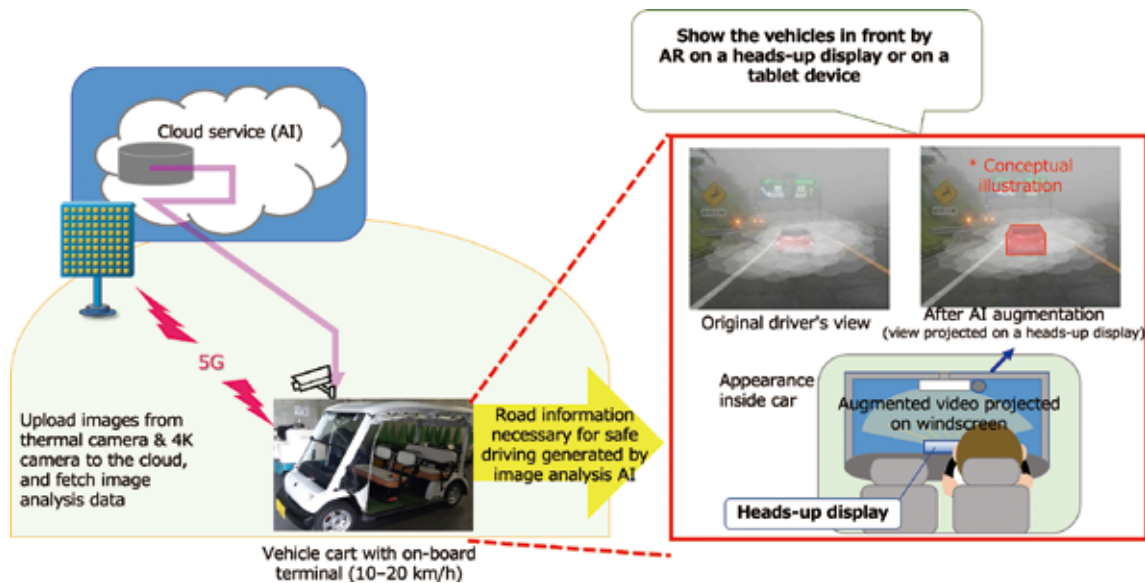 Show the vehicles in front by
AR on a heads-up display or on a
tablet device
Cloud service (AI)
* Conceptual
illustration
Original driver's view
After AI augmentation
(view projected on a heads-up display)
5G
Upload images from
thermal camera & 4K
camera to the cloud,
and fetch image
analysis data
Road information
necessary for safe
driving generated by
image analysis AI
Appearance
inside car
Augmented video projected
on windscreen
Heads-up display
Vehicle cart with on-board
terminal (10–20 km/h)